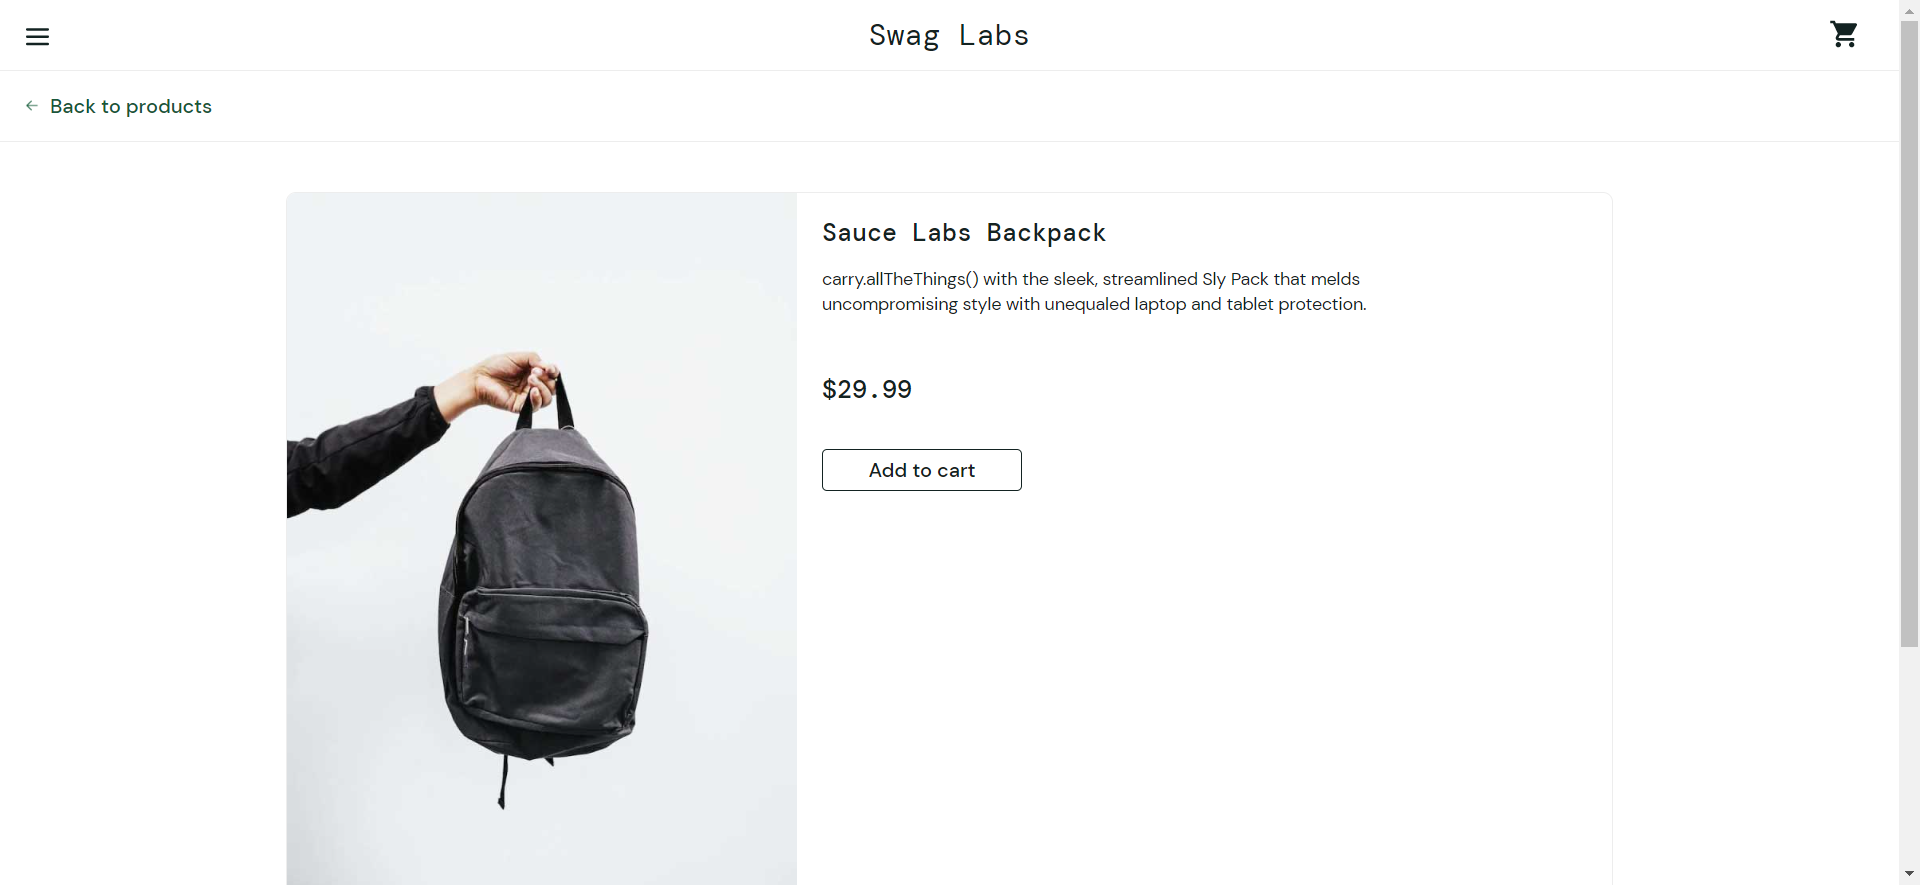 Swag Labs
Back to products
Sauce Labs Backpack
carry.allTheThings() with the sleek, streamlined Sly Pack that melds
uncompromising style with unequaled laptop and tablet protection.
$29.99
Add to cart